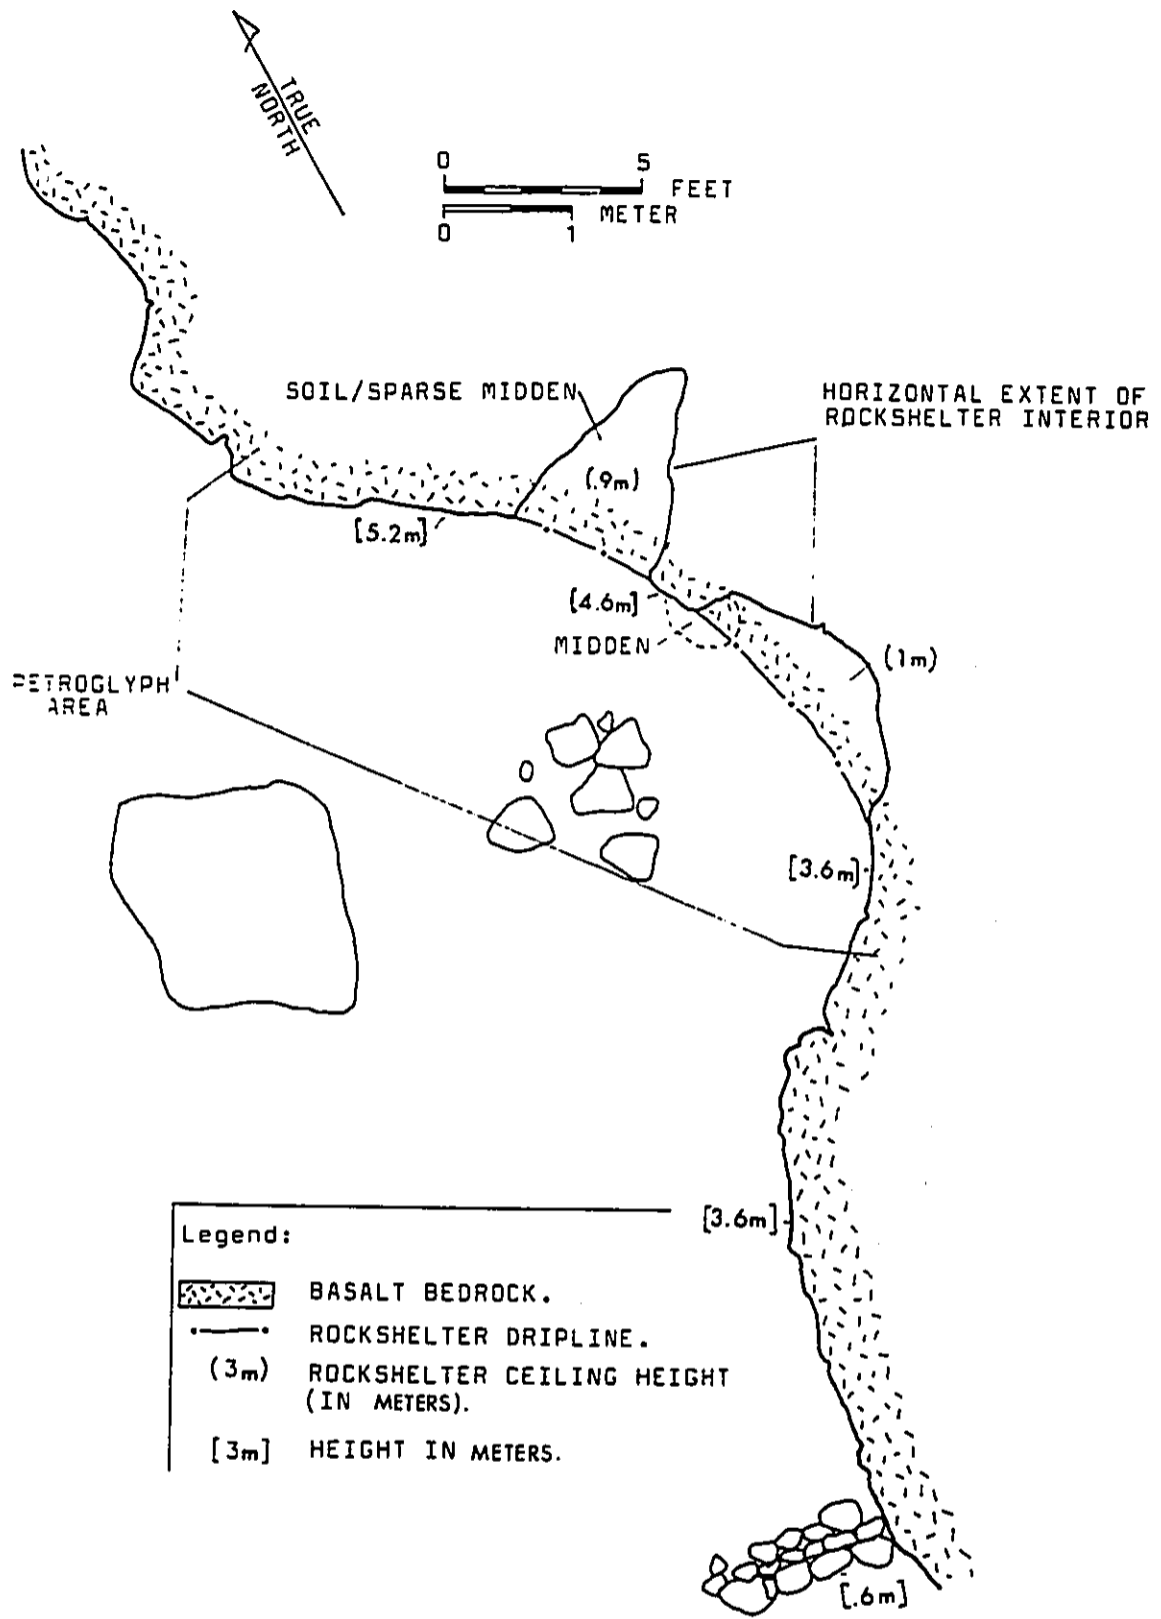 TRUE
NORTH
0 5
FEET
METER
0 1
SOIL/SPARSE MIDDEN
HORIZONTAL EXTENT OF
ROCKSHELTER INTERIOR
(.9m)
[5.2m]
[4.6m]
MIDDEN
(1m)
PETROGLYPH
AREA
[3.6m]
[3.6m]
Legend:
BASALT BEDROCK.
ROCKSHELTER DRIPLINE.
(3m) ROCKSHELTER CEILING HEIGHT
(IN METERS).
[3m] HEIGHT IN METERS.
[.6m]